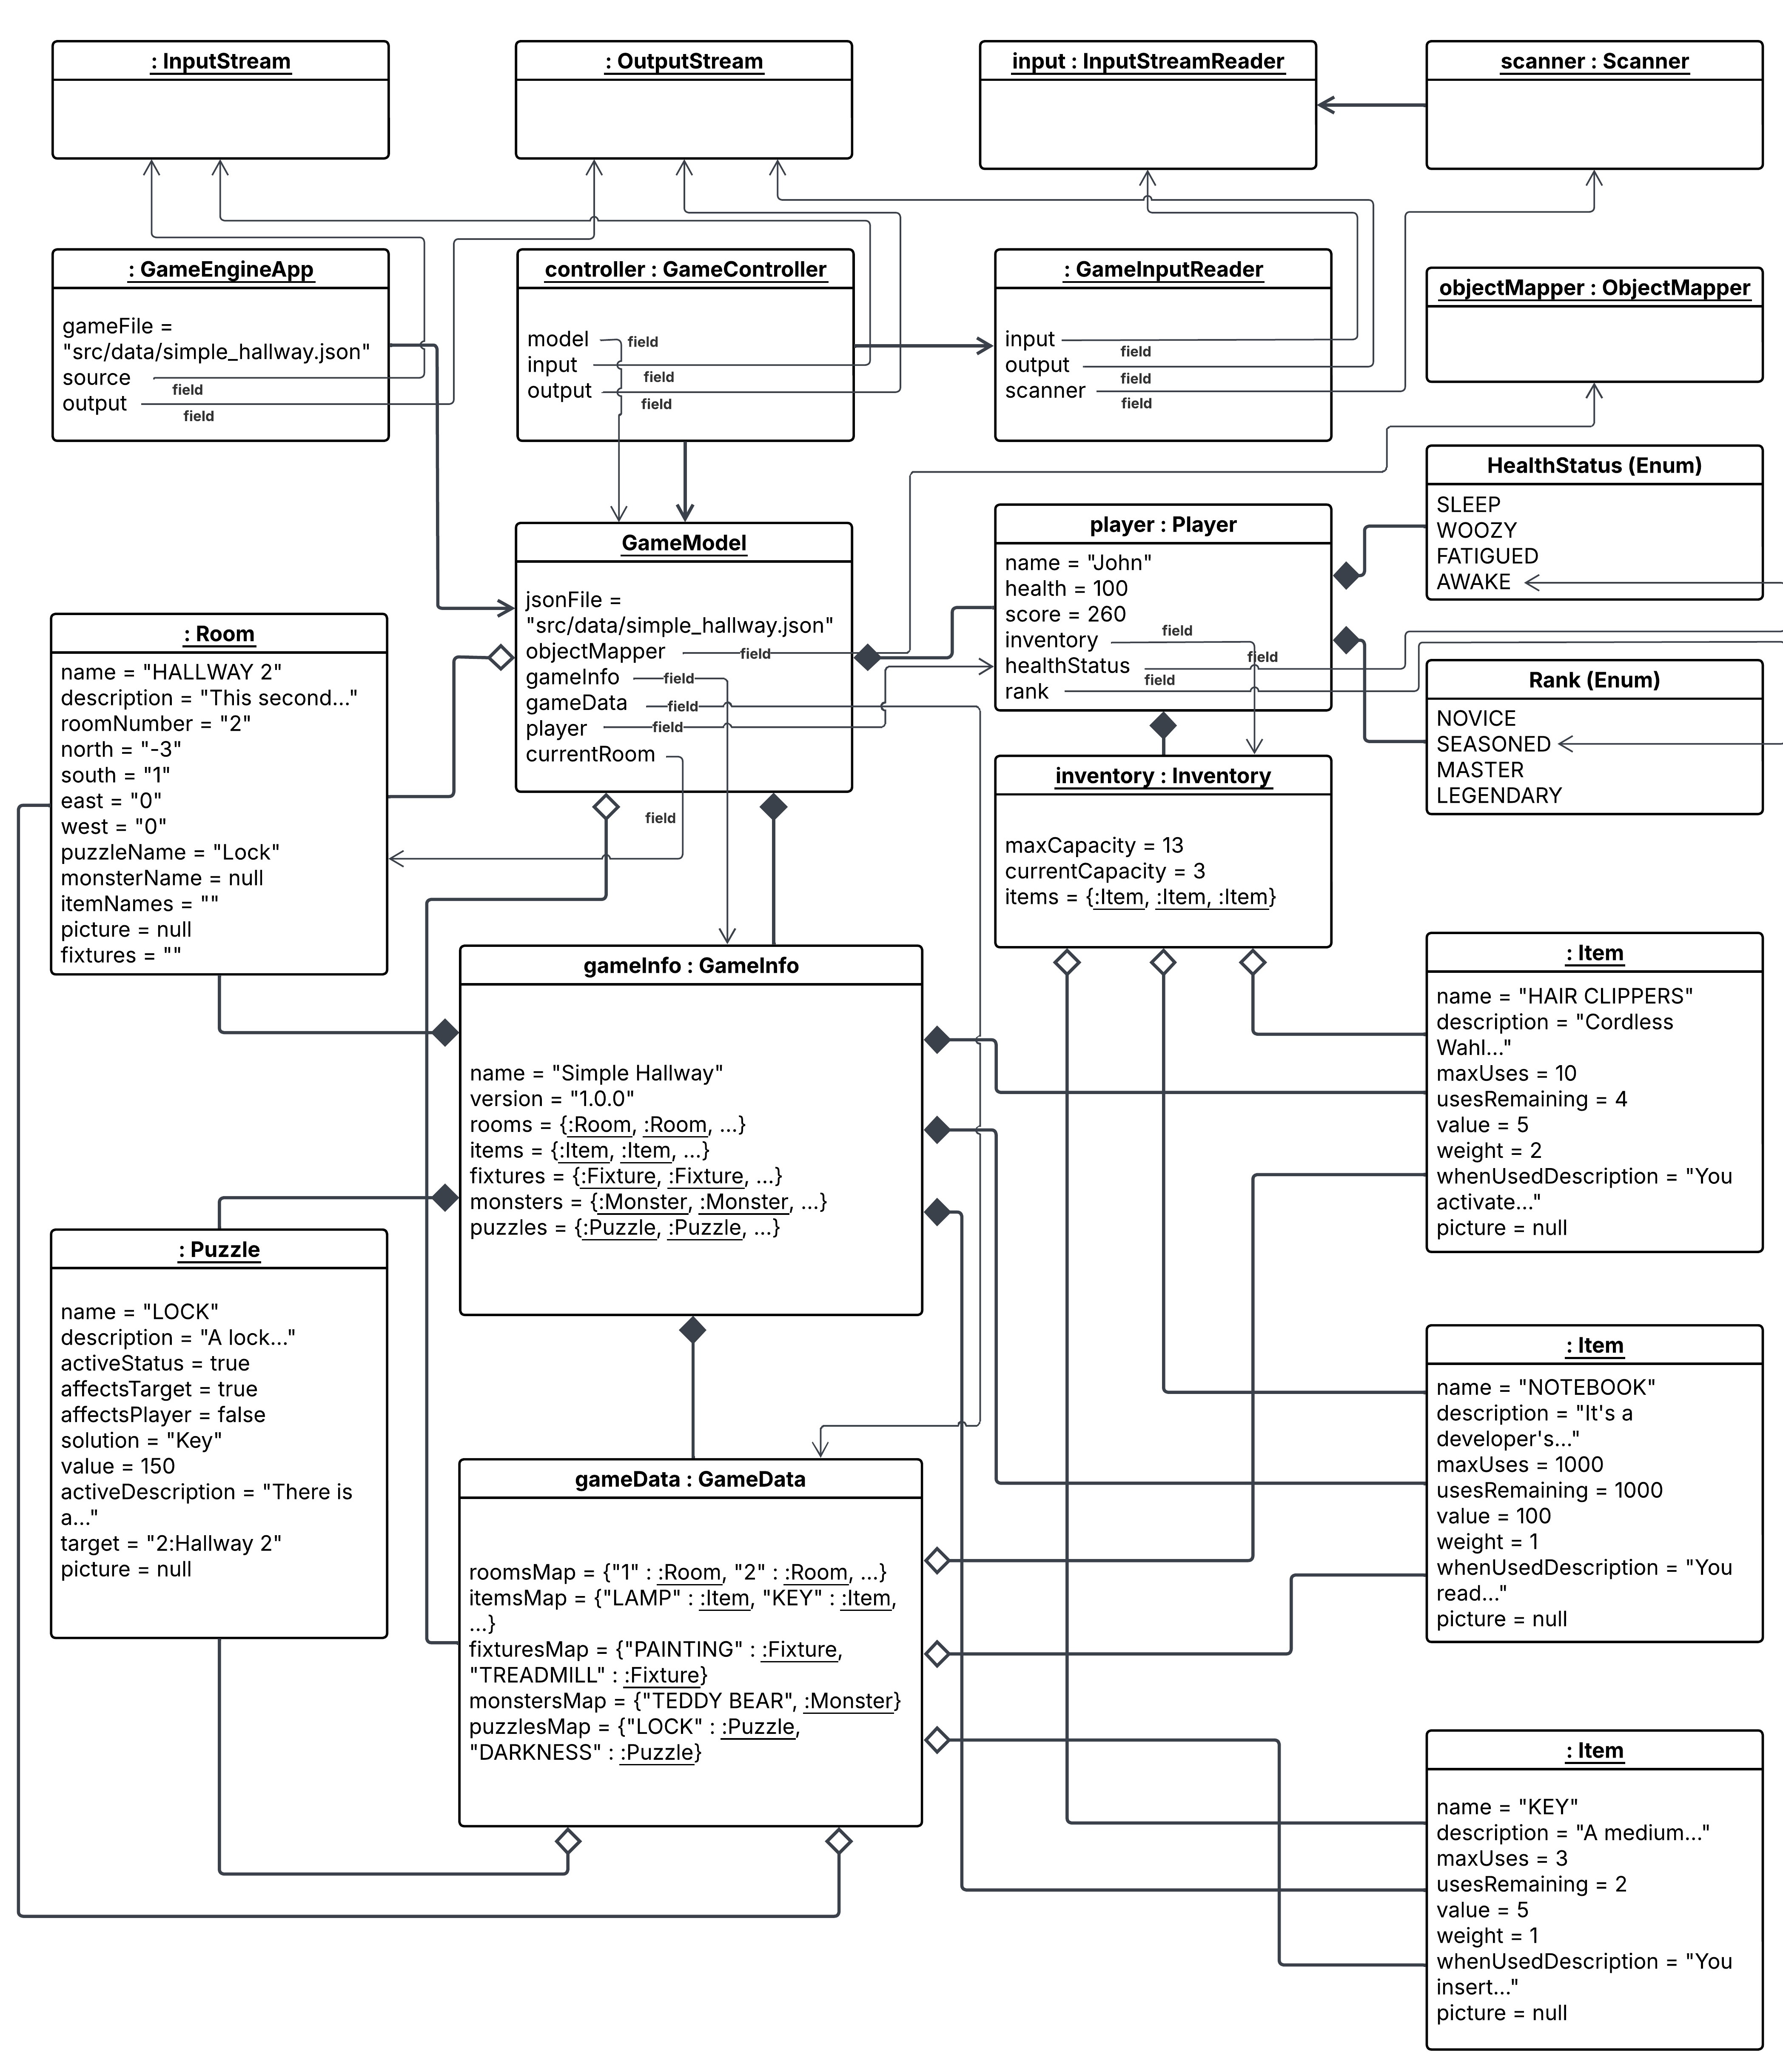 : InputStream
: OutputStream
input : InputStreamReader
scanner : Scanner
: GameEngineApp
gameFile =
"src/data/simple_hallway.json"
source
field
output
field
controller : GameController
model
field
input
field
output
field
: GameInputReader
input
field
output
field
scanner
field
objectMapper : ObjectMapper
HealthStatus (Enum)
SLEEP
WOOZY
FATIGUED
AWAKE
GameModel
jsonFile =
"src/data/simple_hallway.json"
objectMapper
field
gameInfo
field
gameData
field
player
field
currentRoom
field
player : Player
name = "John"
health = 100
score = 260
inventory
field
healthStatus
field
rank
field
Rank (Enum)
NOVICE
SEASONED
MASTER
LEGENDARY
: Room
name = "HALLWAY 2"
description = "This second..."
roomNumber = "2"
north = "-3"
south = "1"
east = "0"
west = "0"
puzzleName = "Lock"
monsterName = null
itemNames = ""
picture = null
fixtures = ""
inventory : Inventory
maxCapacity = 13
currentCapacity = 3
items = {:Item, :Item, :Item}
gameInfo : GameInfo
name = "Simple Hallway"
version = "1.0.0"
rooms = {:Room, :Room, ...}
items = {:Item, :Item, ...}
fixtures = {:Fixture, :Fixture, ...}
monsters = {:Monster, :Monster, ...}
puzzles = {:Puzzle, :Puzzle, ...}
: Item
name = "HAIR CLIPPERS"
description = "Cordless
Wahl..."
maxUses = 10
usesRemaining = 4
value = 5
weight = 2
whenUsedDescription = "You
activate..."
picture = null
: Puzzle
name = "LOCK"
description = "A lock..."
activeStatus = true
affectsTarget = true
affectsPlayer = false
solution = "Key"
value = 150
activeDescription = "There is
a..."
target = "2:Hallway 2"
picture = null
: Item
name = "NOTEBOOK"
description = "It's a
developer's..."
maxUses = 1000
usesRemaining = 1000
value = 100
weight = 1
whenUsedDescription = "You
read..."
picture = null
gameData : GameData
roomsMap = {"1" : :Room, "2" : :Room, ...}
itemsMap = {"LAMP" : :Item, "KEY" : :Item,
...}
fixturesMap = {"PAINTING" : :Fixture,
"TREADMILL" : :Fixture}
monstersMap = {"TEDDY BEAR", :Monster}
puzzlesMap = {"LOCK" : :Puzzle,
"DARKNESS" : :Puzzle}
: Item
name = "KEY"
description = "A medium..."
maxUses = 3
usesRemaining = 2
value = 5
weight = 1
whenUsedDescription = "You
insert..."
picture = null